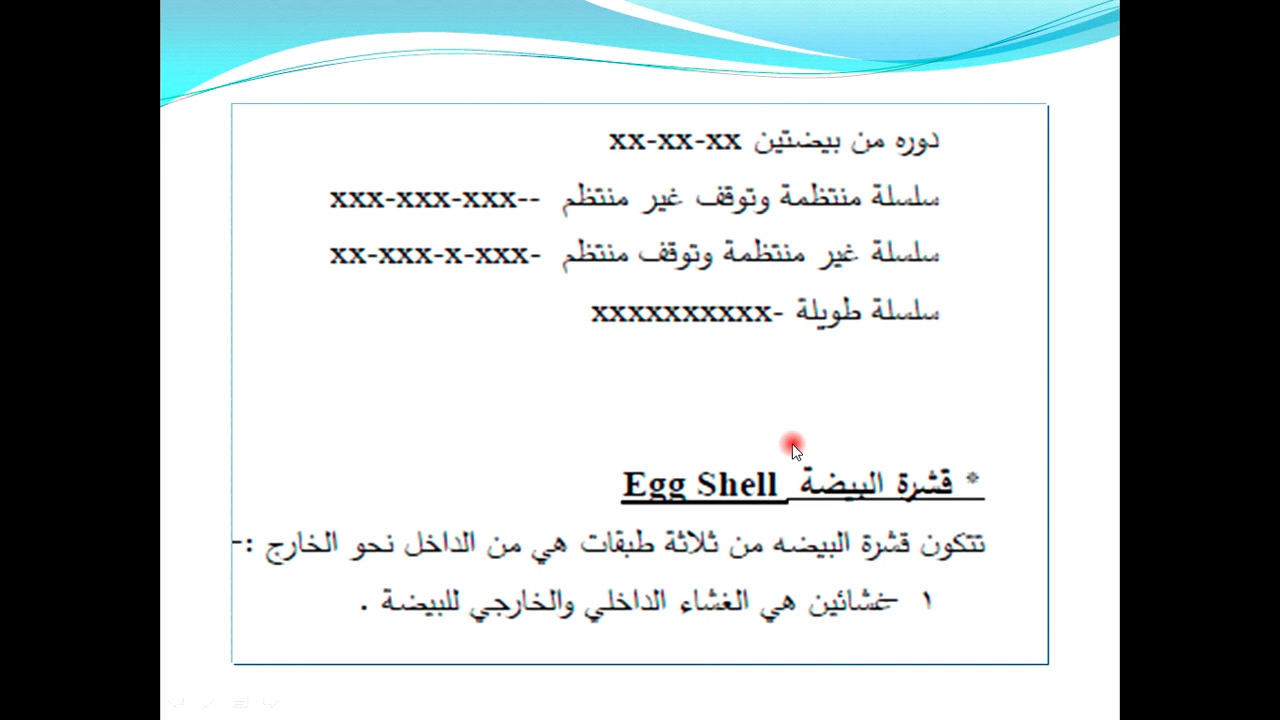 دوره من بيضتين xx-xx-xx
سلسلة منتظمة وتوقف غير منتظم xxx-xxx-xxx--
سلسلة غير منتظمة وتوقف منتظم xx-xxx-x-xxx-
سلسلة طويلة xxxxxxxxxx-
* قشرة البيضة Egg Shell
تتكون قشرة البيضه من ثلاثة طبقات هي من الداخل نحو الخارج :-
١ –غشائين هي الغشاء الداخلي والخارجي للبيضة .